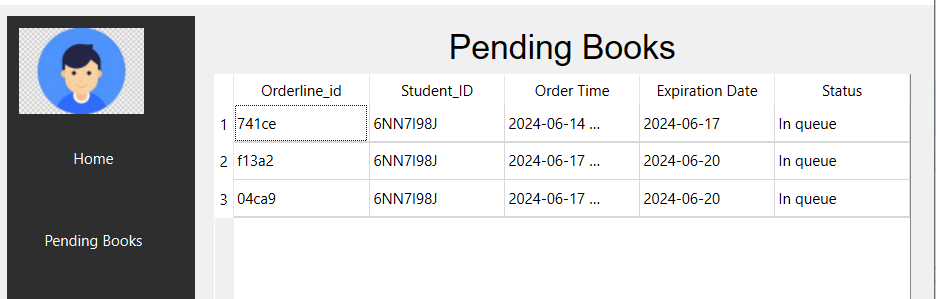 Pending Books
Orderline_id Student_ID Order Time Expiration Date Status
1 741ce 6NN7I98J 2024-06-14 ... 2024-06-17 In queue
2 f13a2 6NN7I98J 2024-06-17 ... 2024-06-20 In queue
3 04ca9 6NN7I98J 2024-06-17 ... 2024-06-20 In queue
Home
Pending Books